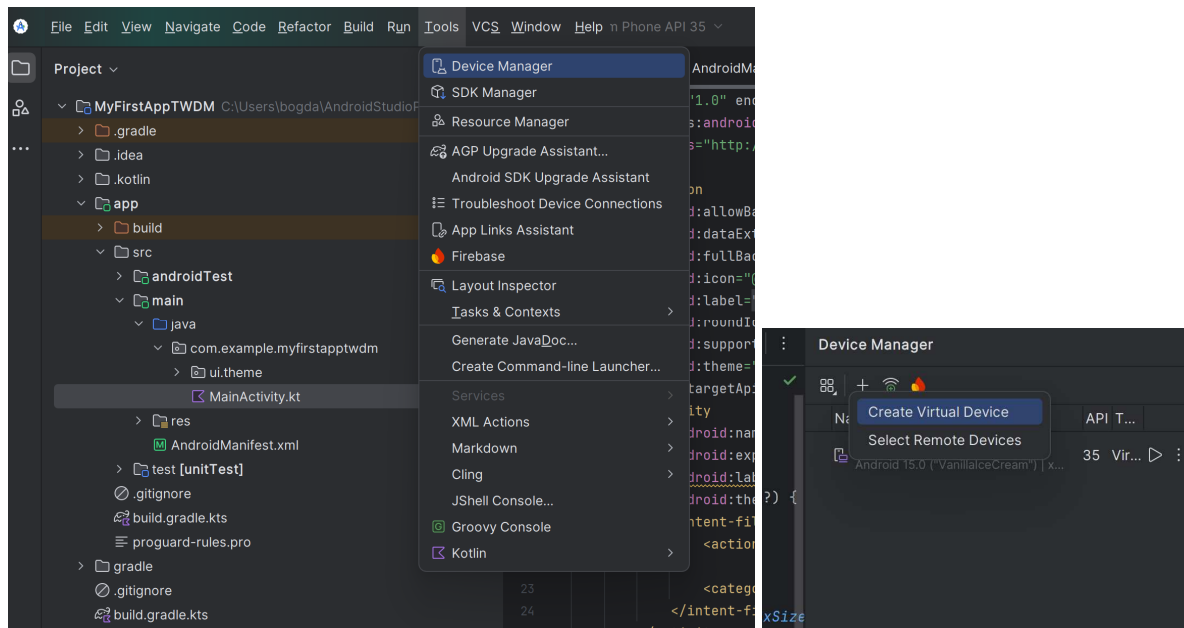 File Edit View Navigate Code Refactor Build Run Tools VCS Window Help n Phone API 35
Project
MyFirstAppTWDM C:\Users\bogda\AndroidStudioP
.gradle
.idea
.kotlin
app
build
src
androidTest
main
java
com.example.myfirstapptwdm
ui.theme
MainActivity.kt
res
AndroidManifest.xml
test [unitTest]
.gitignore
build.gradle.kts
proguard-rules.pro
gradle
.gitignore
build.gradle.kts
Device Manager
SDK Manager
Resource Manager
AGP Upgrade Assistant...
Android SDK Upgrade Assistant
Troubleshoot Device Connections
App Links Assistant
Firebase
Layout Inspector
Tasks & Contexts
Generate JavaDoc...
Create Command-line Launcher...
Services
XML Actions
Markdown
Cling
JShell Console...
Groovy Console
Kotlin
AndroidMa
"1.0" enc
s:android
s="http:/
on
d:allowBa
d:dataExt
d:fullBac
d:icon="@
d:label="
d:roundIc
d:support
d:theme="
targetApi
ity
droid:nam
droid:exp
droid:lab
droid:the
ntent-fil
<action
23 <catego
24 </intent-fi
Device Manager
Create Virtual Device
Select Remote Devices
Na API T...
Android 15.0 ("VanillaIceCream") | x... 35 Vir...
?) {
xSize